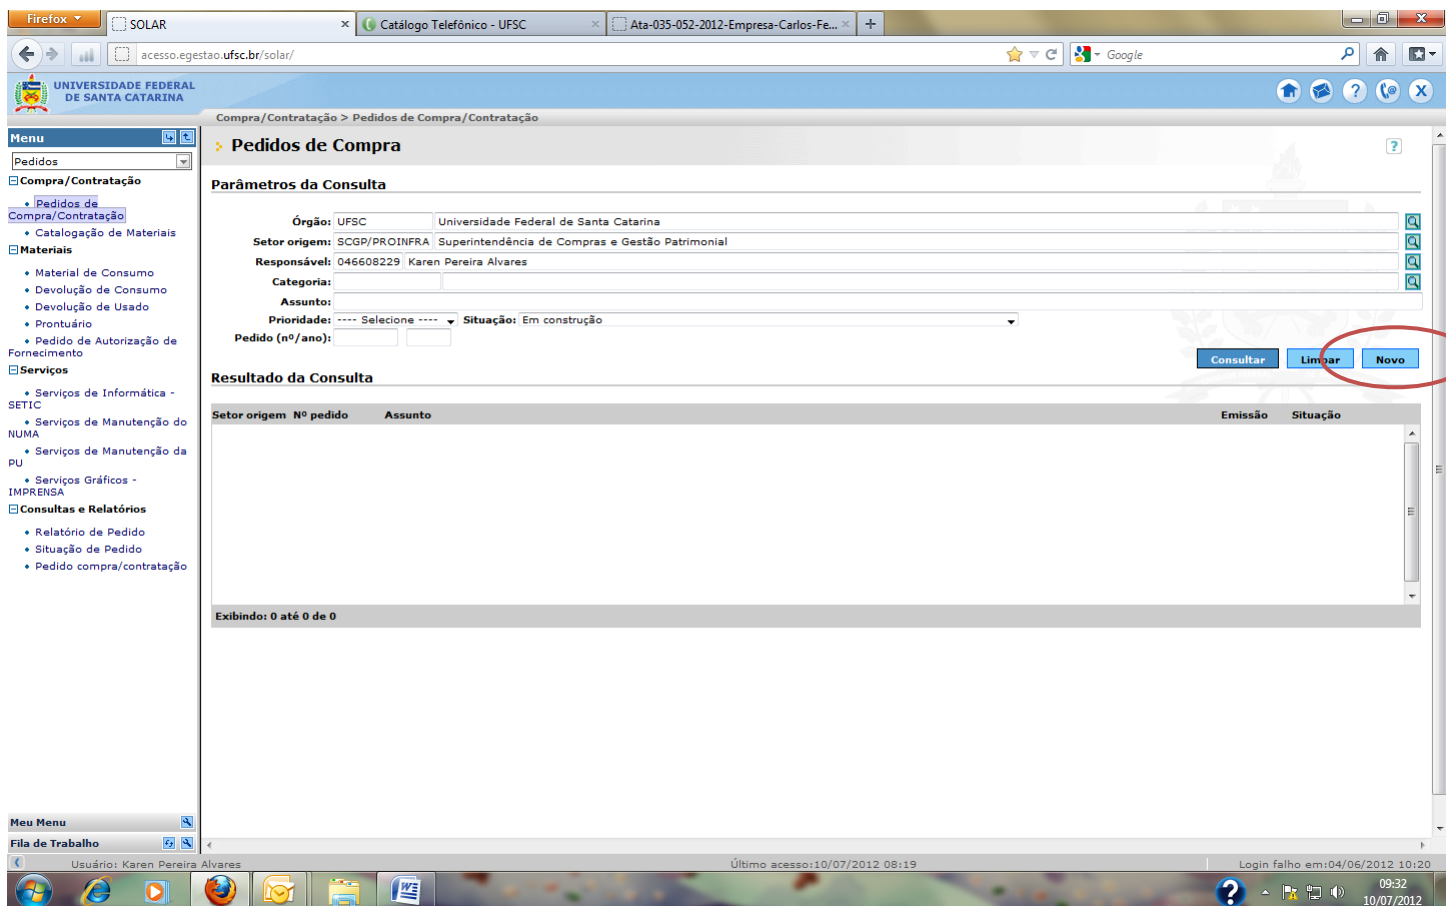 Firefox
SOLAR
Catálogo Telefônico - UFSC
Ata-035-052-2012-Empresa-Carlos-Fe...
acesso.egestao.ufsc.br/solar/
Google
UNIVERSIDADE FEDERAL
DE SANTA CATARINA
Compra/Contratação > Pedidos de Compra/Contratação
Menu
Pedidos
Compra/Contratação
Pedidos de
Compra/Contratação
Catalogação de Materiais
Materiais
Material de Consumo
Devolução de Consumo
Devolução de Usado
Prontuário
Pedido de Autorização de
Fornecimento
Serviços
Serviços de Informática -
SETIC
Serviços de Manutenção do
NUMA
Serviços de Manutenção da
PU
Serviços Gráficos -
IMPRENSA
Consultas e Relatórios
Relatório de Pedido
Situação de Pedido
Pedido compra/contratação
Meu Menu
Fila de Trabalho
Pedidos de Compra
Parâmetros da Consulta
Órgão: UFSC Universidade Federal de Santa Catarina
Setor origem: SCGP/PROINFRA Superintendência de Compras e Gestão Patrimonial
Responsável: 046608229 Karen Pereira Alvares
Categoria:
Assunto:
Prioridade: ---- Selecione ---- Situação: Em construção
Pedido (nº/ano):
Consultar Limpar Novo
Resultado da Consulta
Setor origem Nº pedido Assunto Emissão Situação
Exibindo: 0 até 0 de 0
Usuário: Karen Pereira Alvares Último acesso:10/07/2012 08:19 Login falho em:04/06/2012 10:20
09:32
10/07/2012